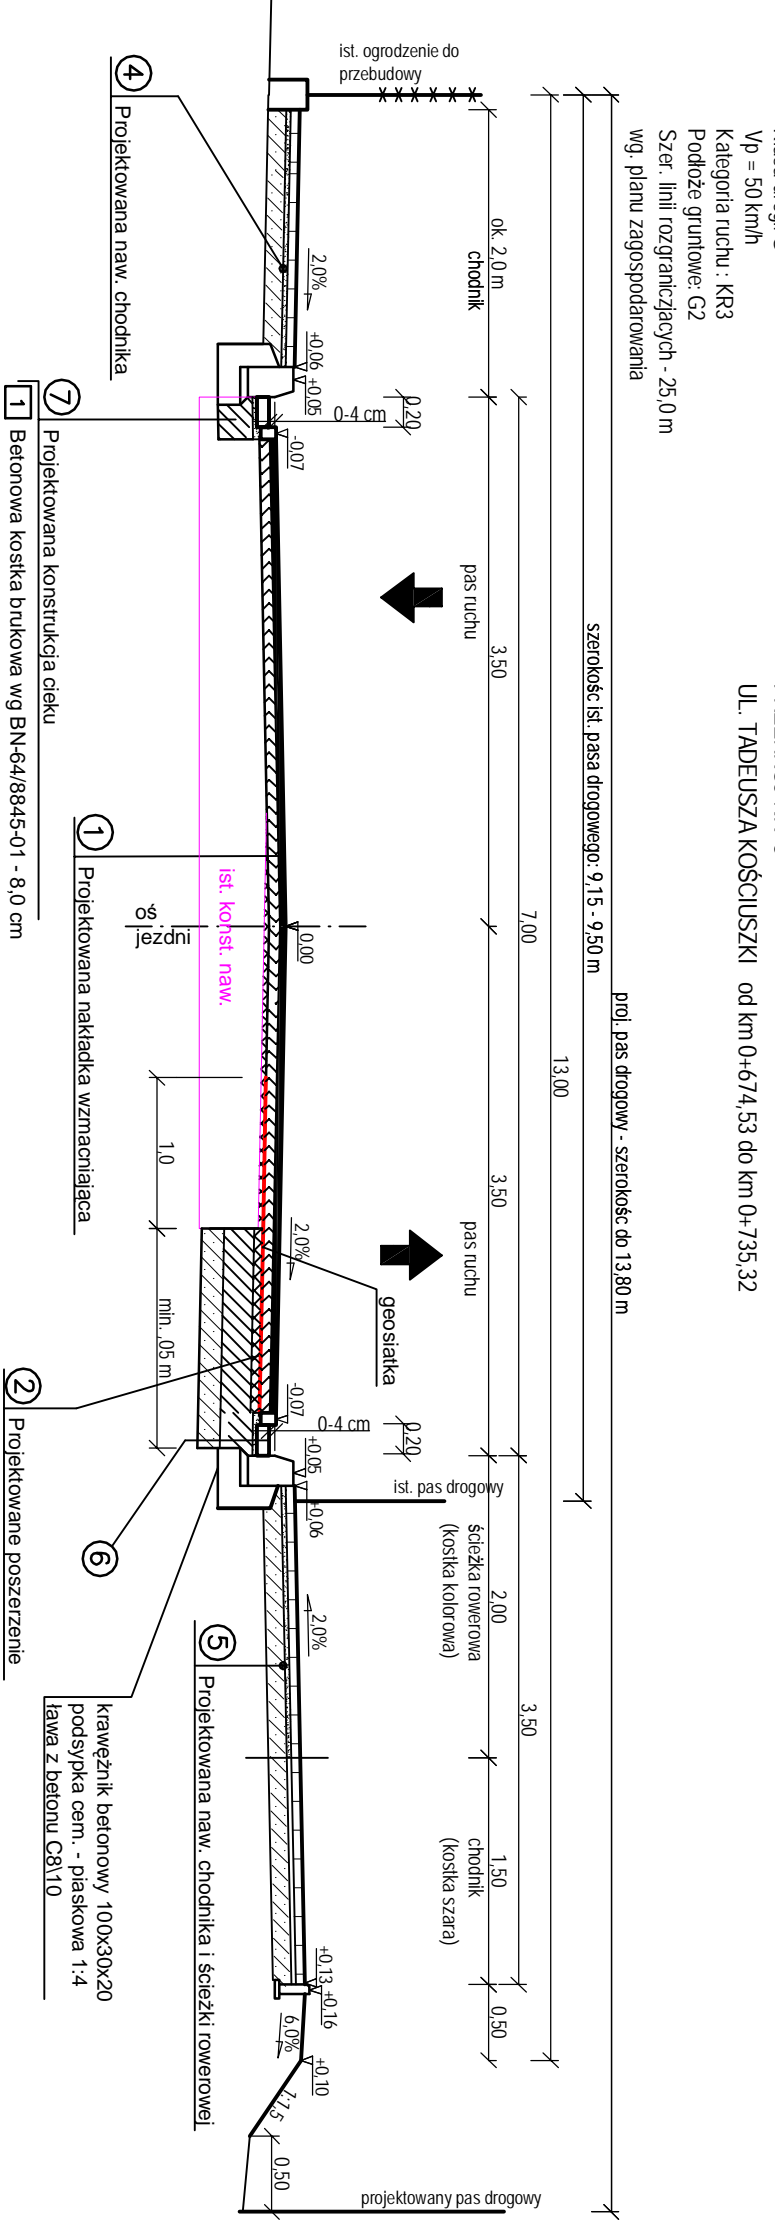 UL. TADEUSZA KOŚCIUSZKI od km 0+674,53 do km 0+735,32
Vp = 50 km/h
Kategoria ruchu : KR3
Podłoże gruntowe: G2
Szer. linii rozgraniczjacych - 25,0 m
wg. planu zagospodarowania
proj. pas drogowy - szerokośc do 13,80 m
szerokośc ist. pasa drogowego: 9,15 - 9,50 m
13,00
7,00
3,50
ok. 2,0 m
chodnik
3,50
pas ruchu
3,50
pas ruchu
2,00
ścieżka rowerowa
(kostka kolorowa)
1,50
chodnik
(kostka szara)
0,50
ist. ogrodzenie do
przebudowy
0,20
0-4 cm
0,20
0-4 cm
ist. pas drogowy
projektowany pas drogowy
geosiatka
2,0%
+0,06
+0,05
-0,07
0,00
2,0%
-0,07
+0,05
+0,06
2,0%
+0,13
+0,16
6,0%
+0,10
1:1,5
0,50
ist. konst. naw.
oś
jezdni
1,0
min. ,05 m
4
Projektowana naw. chodnika
7
Projektowana konstrukcja cieku
1
Betonowa kostka brukowa wg BN-64/8845-01 - 8,0 cm
1
Projektowana nakładka wzmacniająca
2
Projektowane poszerzenie
6
5
Projektowana naw. chodnika i ścieżki rowerowej
krawężnik betonowy 100x30x20
podsypka cem. - piaskowa 1:4
ława z betonu C8\10